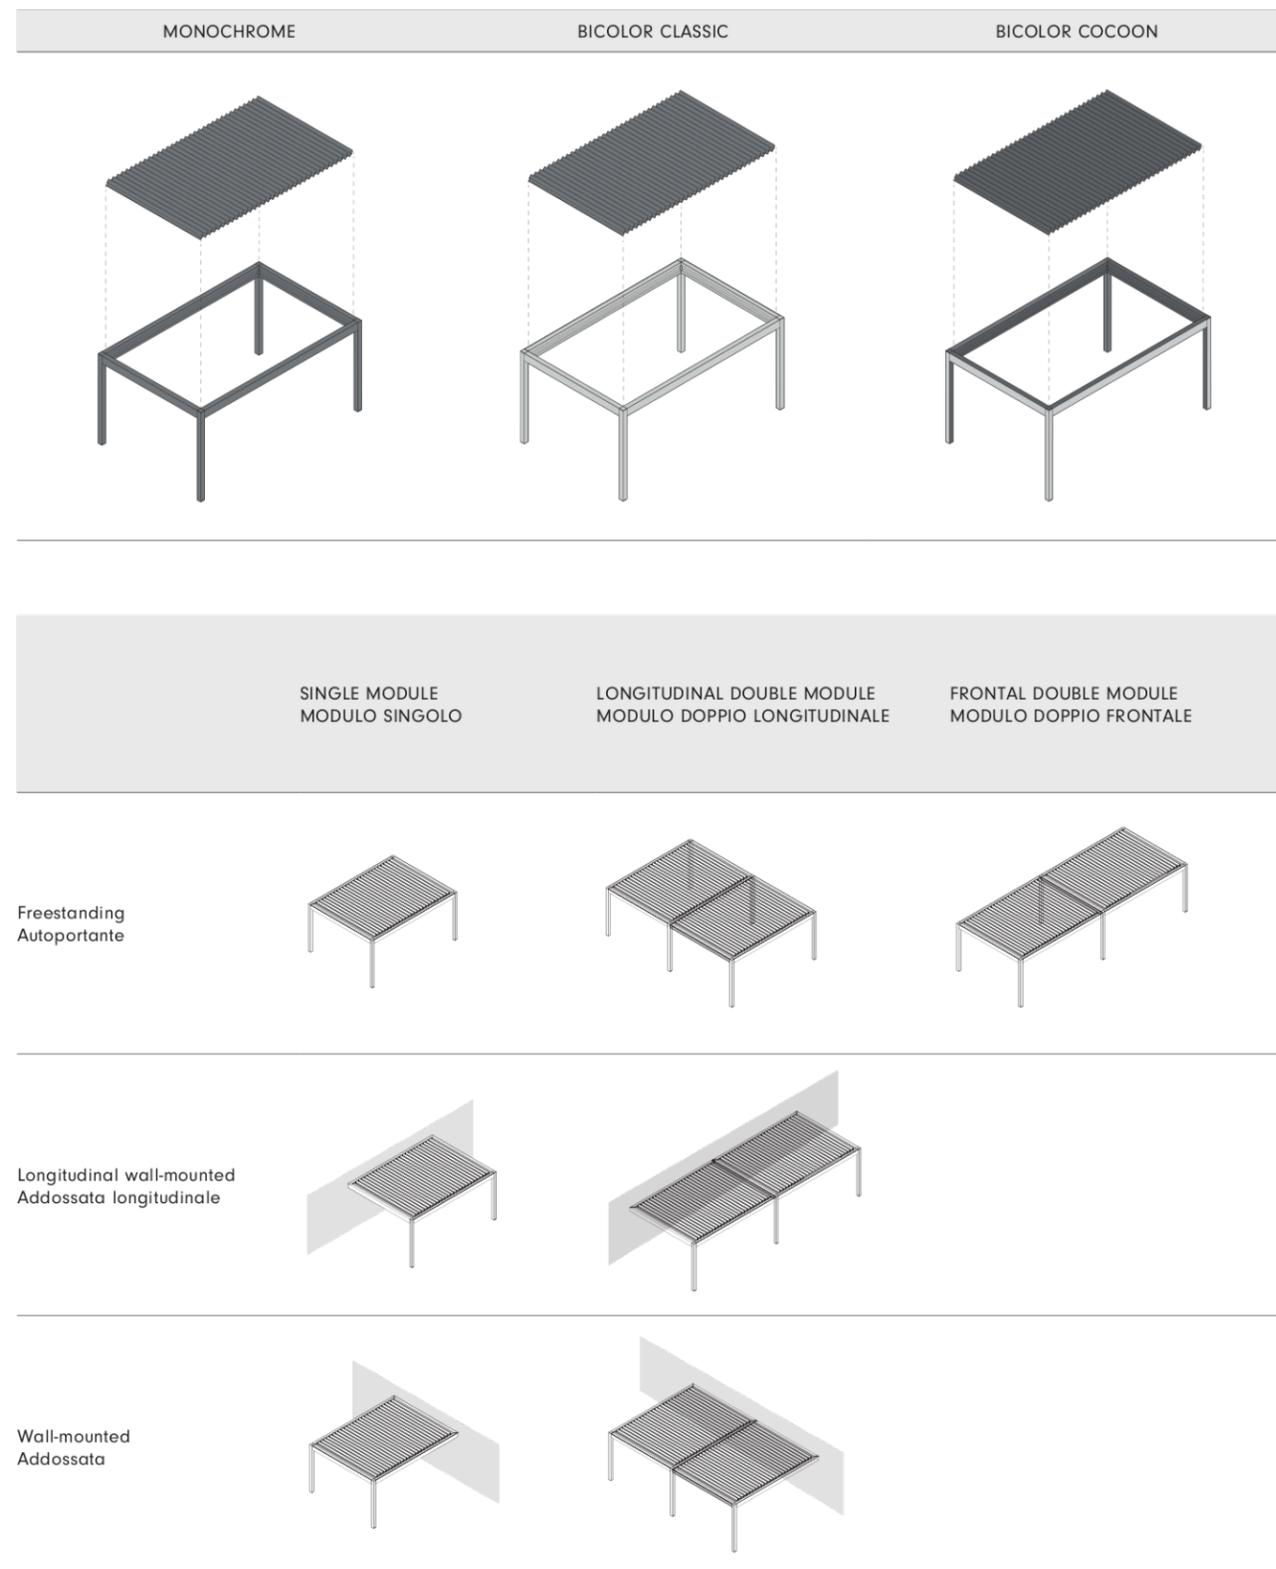 MONOCHROME
BICOLOR CLASSIC
BICOLOR COCOON
SINGLE MODULE
MODULO SINGOLO
LONGITUDINAL DOUBLE MODULE
MODULO DOPPIO LONGITUDINALE
FRONTAL DOUBLE MODULE
MODULO DOPPIO FRONTALE
Freestanding
Autoportante
Longitudinal wall-mounted
Addossata longitudinale
Wall-mounted
Addossata